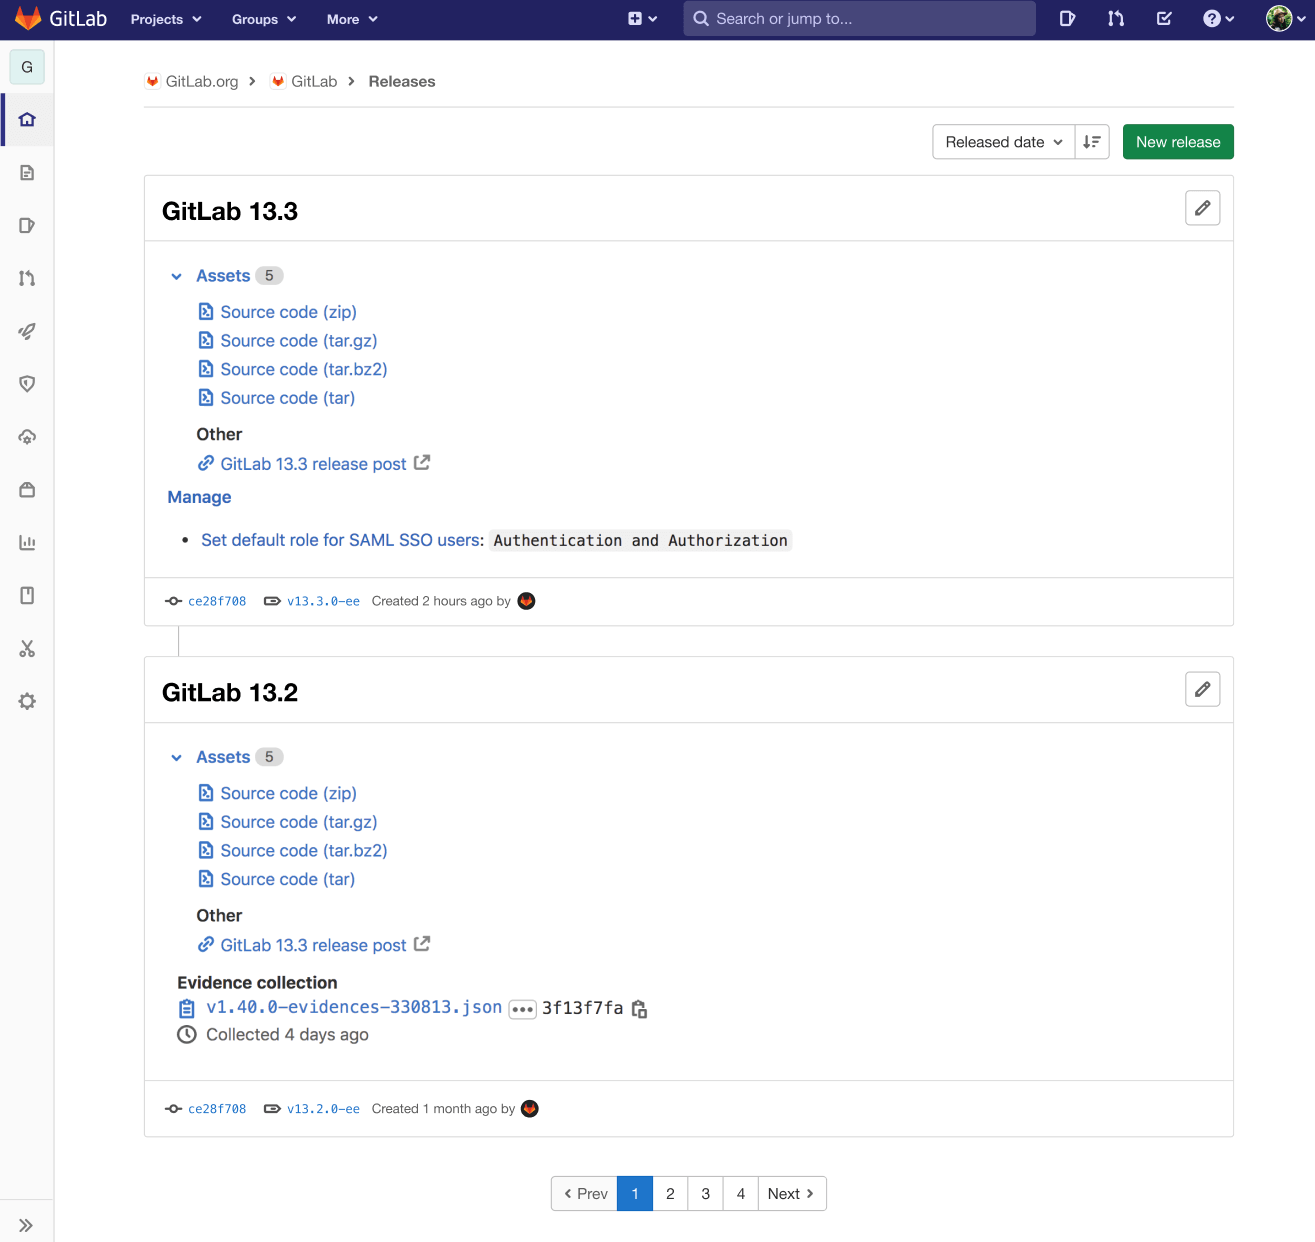 GitLab Projects Groups More Search or jump to...
G
GitLab.org > GitLab > Releases
Released date New release
GitLab 13.3
Assets 5
Source code (zip)
Source code (tar.gz)
Source code (tar.bz2)
Source code (tar)
Other
GitLab 13.3 release post
Manage
• Set default role for SAML SSO users: Authentication and Authorization
ce28f708 v13.3.0-ee Created 2 hours ago by
GitLab 13.2
Assets 5
Source code (zip)
Source code (tar.gz)
Source code (tar.bz2)
Source code (tar)
Other
GitLab 13.3 release post
Evidence collection
v1.40.0-evidences-330813.json ••• 3f13f7fa
Collected 4 days ago
ce28f708 v13.2.0-ee Created 1 month ago by
‹ Prev 1 2 3 4 Next ›